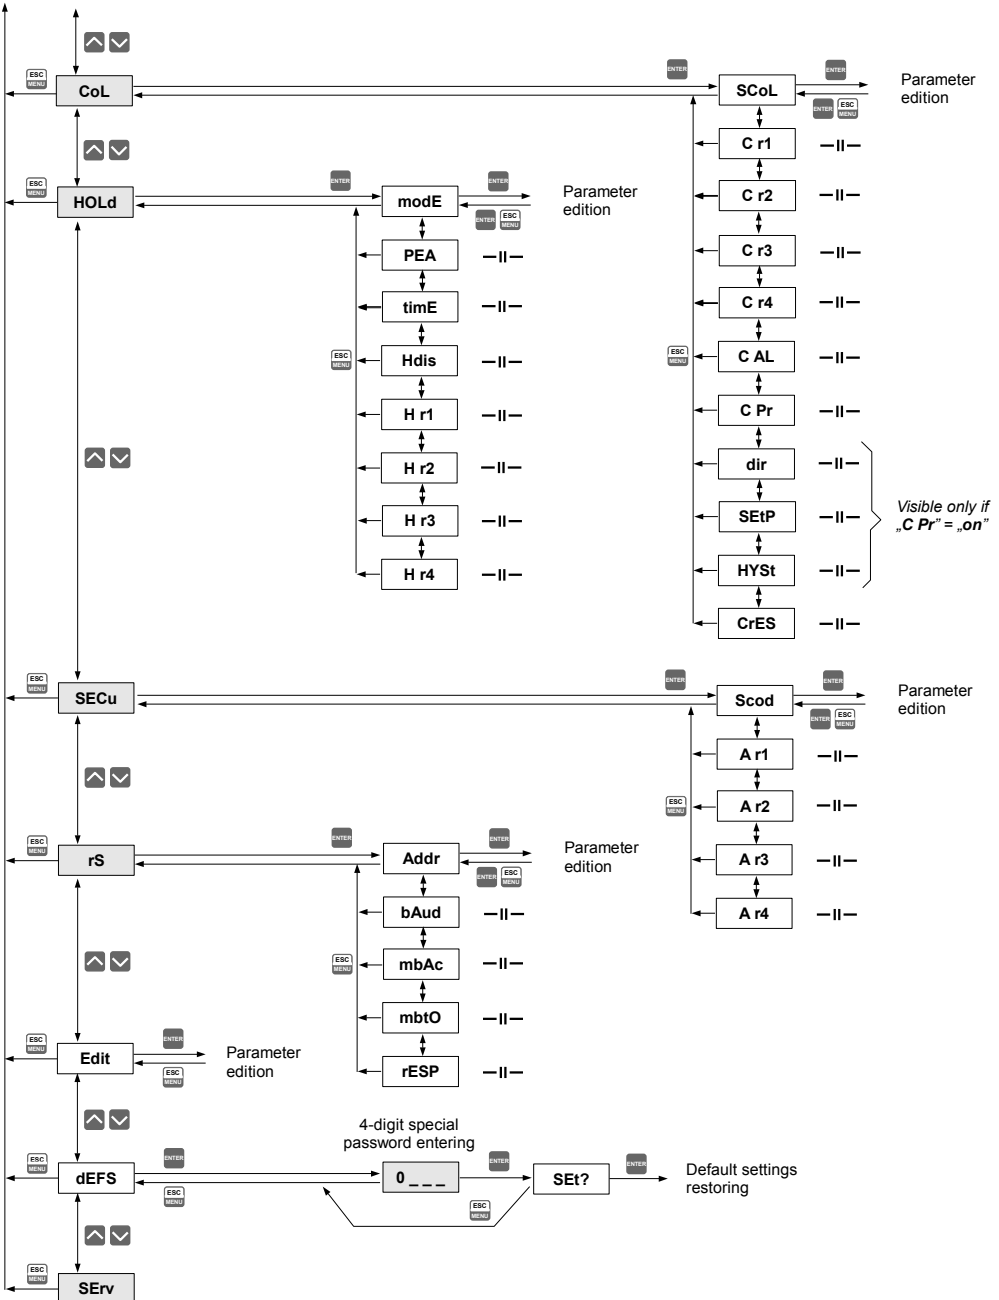 ESC
MENU
CoL
ENTER
SCoL
ENTER
ENTER
ESC
MENU
Parameter
edition
C r1
–II–
ESC
MENU
HOLd
ENTER
modE
ENTER
ENTER
ESC
MENU
Parameter
edition
C r2
–II–
PEA
–II–
C r3
–II–
timE
–II–
C r4
–II–
ESC
MENU
Hdis
–II–
ESC
MENU
C AL
–II–
H r1
–II–
C Pr
–II–
H r2
–II–
dir
–II–
H r3
–II–
SEtP
–II–
Visible only if
„C Pr" = „on"
H r4
–II–
HYSt
–II–
CrES
–II–
ESC
MENU
SECu
ENTER
Scod
ENTER
ENTER
ESC
MENU
Parameter
edition
A r1
–II–
ESC
MENU
A r2
–II–
ESC
MENU
rS
ENTER
Addr
ENTER
ENTER
ESC
MENU
Parameter
edition
A r3
–II–
bAud
–II–
A r4
–II–
ESC
MENU
mbAc
–II–
mbtO
–II–
ESC
MENU
Edit
ENTER
ESC
MENU
Parameter
edition
rESP
–II–
4-digit special
password entering
ESC
MENU
dEFS
ENTER
ESC
MENU
0 _ _ _
ENTER
ESC
MENU
SEt?
ENTER
Default settings
restoring
ESC
MENU
SErv